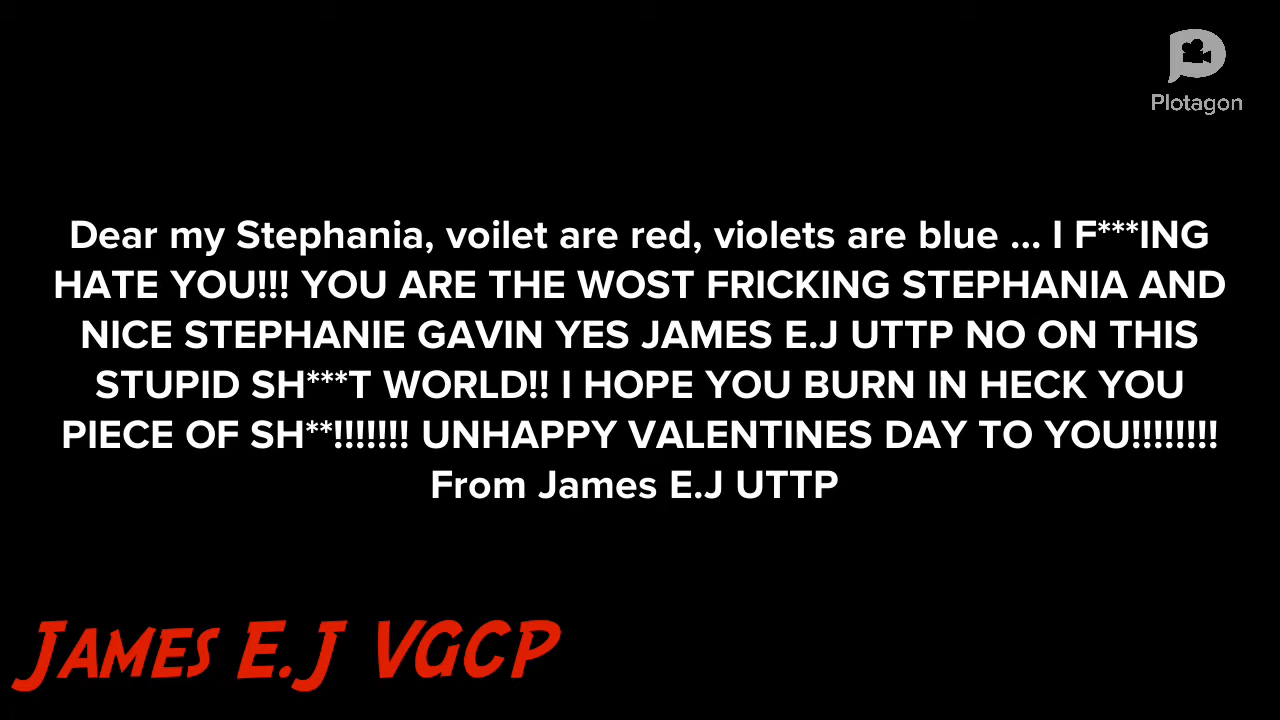 Plotagon
Dear my Stephania, voilet are red, violets are blue ... I F***ING
HATE YOU!!! YOU ARE THE WOST FRICKING STEPHANIA AND
NICE STEPHANIE GAVIN YES JAMES E.J UTTP NO ON THIS
STUPID SH***T WORLD!! I HOPE YOU BURN IN HECK YOU
PIECE OF SH**!!!!!!! UNHAPPY VALENTINES DAY TO YOU!!!!!!!!
From James E.J UTTP
JAMES E.J VGCP